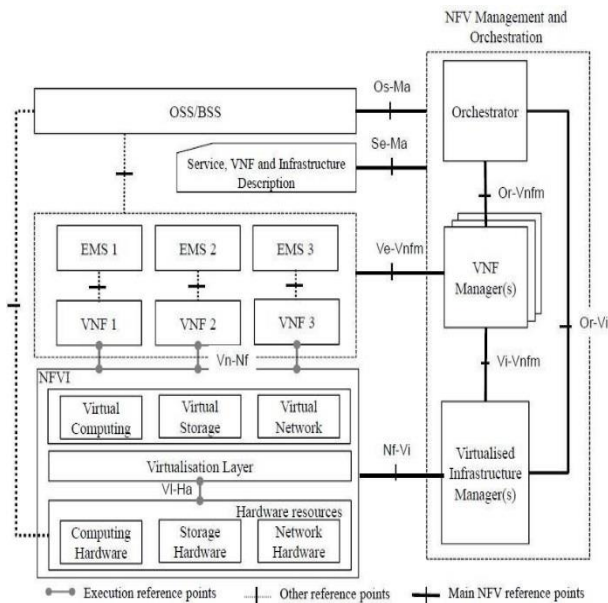 NFV Management and
Orchestration
Os-Ma
OSS/BSS
Orchestrator
Se-Ma
Service, VNF and Infrastructure
Description
Or-Vnfm
EMS 1
EMS 2
EMS 3
Ve-Vnfm
VNF
Manager(s)
VNF 1
VNF 2
VNF 3
Or-Vi
Vn-Nf
Vi-Vnfm
NFVI
Virtual
Computing
Virtual
Storage
Virtual
Network
Nf-Vi
Virtualisation Layer
Virtualised
Infrastructure
Manager(s)
VI-Ha
Hardware resources
Computing
Hardware
Storage
Hardware
Network
Hardware
Execution reference points
Other reference points
Main NFV reference points